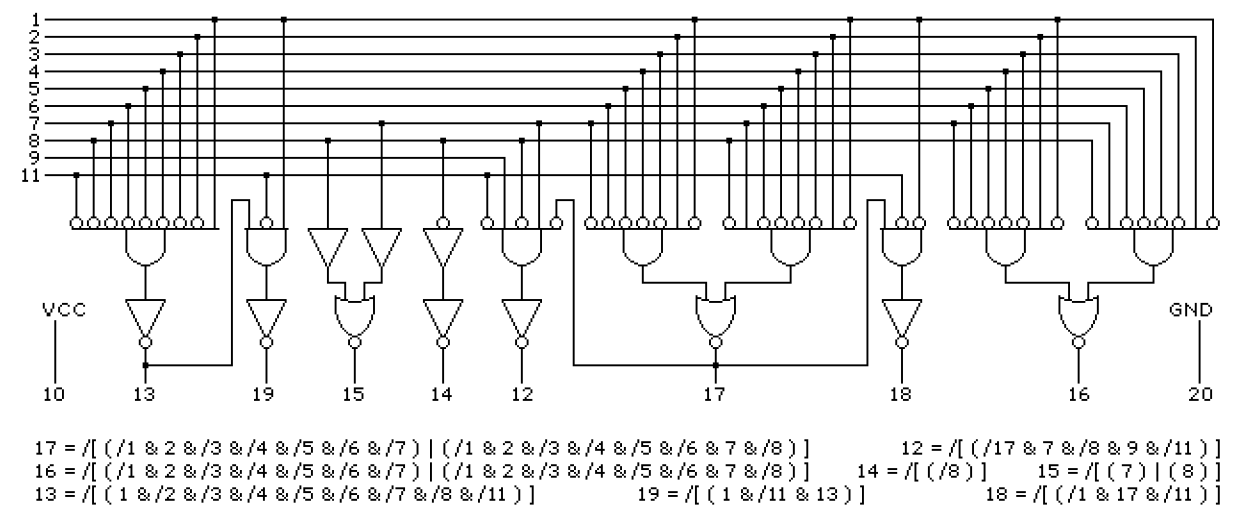 1
2
3
4
5
6
7
8
9
11
VCC GND
10 13 19 15 14 12 17 18 16 20
17 = /[ ( /1 & 2 & /3 & /4 & /5 & /6 & /7 ) | ( /1 & 2 & /3 & /4 & /5 & /6 & 7 & /8 ) ] 12 = /[ ( /17 & 7 & /8 & 9 & /11 ) ]
16 = /[ ( /1 & 2 & /3 & /4 & /5 & /6 & /7 ) | ( /1 & 2 & /3 & /4 & /5 & /6 & 7 & /8 ) ] 14 = /[ ( /8 ) ] 15 = /[ ( 7 ) | ( 8 ) ]
13 = /[ ( 1 & /2 & /3 & /4 & /5 & /6 & /7 & /8 & /11 ) ] 19 = /[ ( 1 & /11 & 13 ) ] 18 = /[ ( /1 & 17 & /11 ) ]